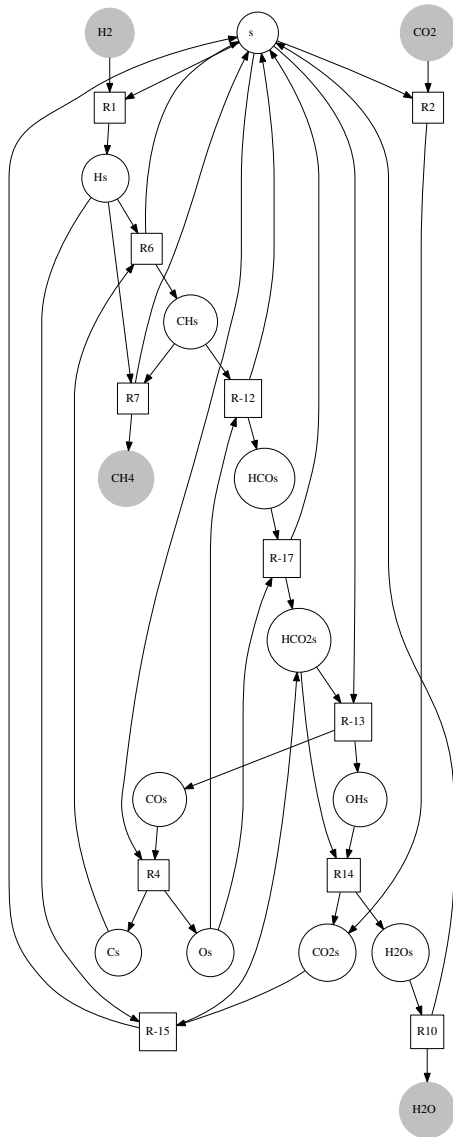 H2
s
CO2
R1
R2
Hs
R6
CHs
R7
R-12
CH4
HCOs
R-17
HCO2s
R-13
COs
OHs
R4
R14
Cs
Os
CO2s
H2Os
R-15
R10
H2O